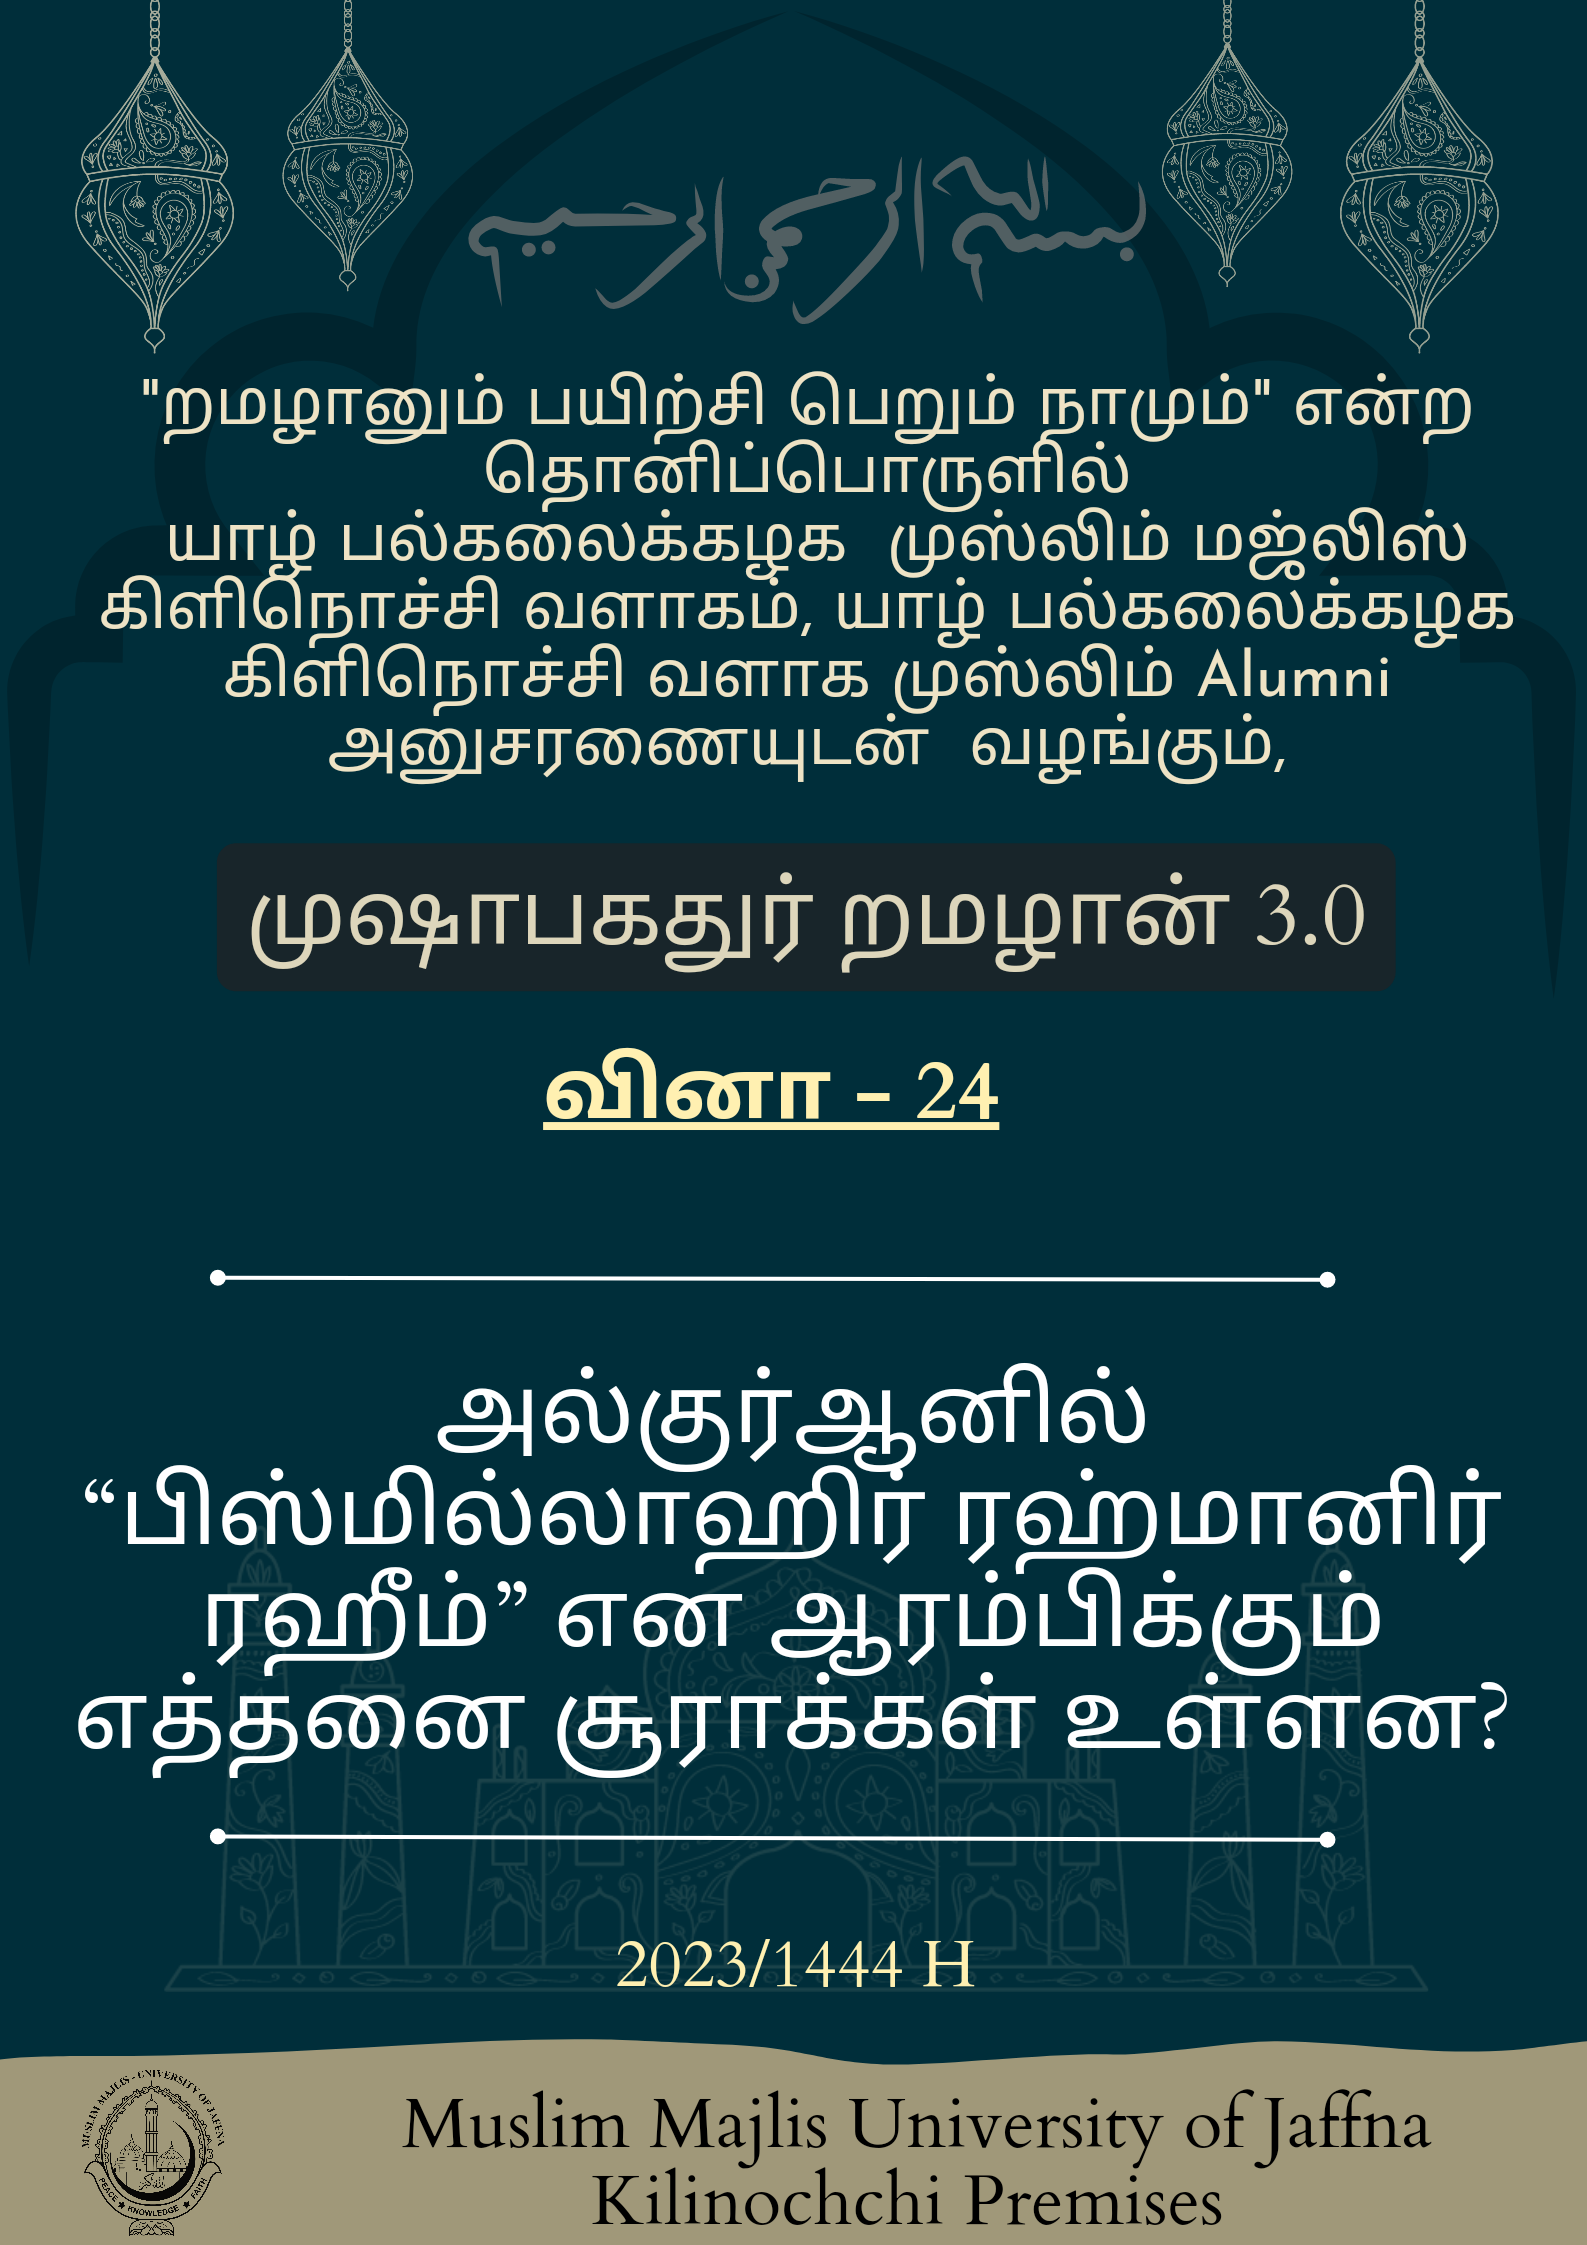 بسم الله الرحمن الرحيم
"றமழானும் பயிற்சி பெறும் நாமும்" என்ற
தொனிப்பொருளில்
யாழ் பல்கலைக்கழக முஸ்லிம் மஜ்லிஸ்
கிளிநொச்சி வளாகம், யாழ் பல்கலைக்கழக
கிளிநொச்சி வளாக முஸ்லிம் Alumni
அனுசரணையுடன் வழங்கும்,
முஷாபகதுர் றமழான் 3.0
வினா – 24
அல்குர்ஆனில்
“பிஸ்மில்லாஹிர் ரஹ்மானிர்
ரஹீம்” என ஆரம்பிக்கும்
எத்தனை சூராக்கள் உள்ளன?
2023/1444 H
MUSLIM MAJLIS - UNIVERSITY OF JAFFNA
PEACE ★ KNOWLEDGE ★ FAITH
Muslim Majlis University of Jaffna
Kilinochchi Premises